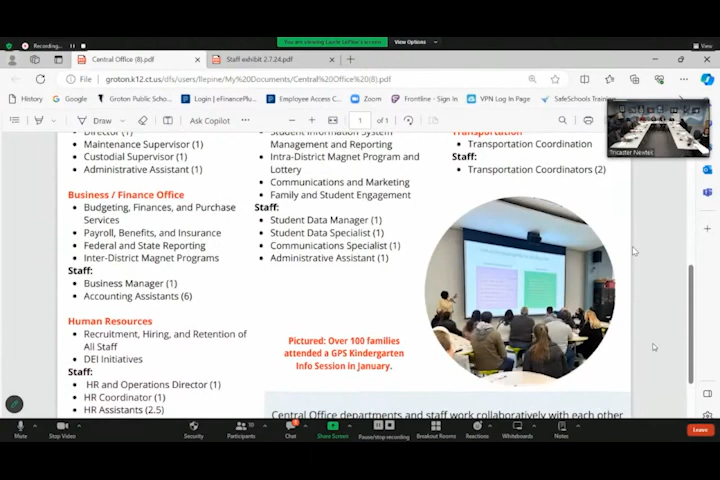 Recording...
You are viewing Laurie LePine's screen
View Options
View
Central Office (8).pdf
Staff exhibit 2.7.24.pdf
File
groton.k12.ct.us/dfs/users/llepine/My%20Documents/Central%20Office%20(8).pdf
History
Google
Groton Public Scho...
Login | eFinancePlu...
Employee Access C...
Zoom
Frontline - Sign In
VPN Log In Page
SafeSchools Training
Draw
Ask Copilot
1 of 1
Tricaster Newtek
Director (1)
Maintenance Supervisor (1)
Custodial Supervisor (1)
Administrative Assistant (1)
Business / Finance Office
Budgeting, Finances, and Purchase
Services
Payroll, Benefits, and Insurance
Federal and State Reporting
Inter-District Magnet Programs
Staff:
Business Manager (1)
Accounting Assistants (6)
Human Resources
Recruitment, Hiring, and Retention of
All Staff
DEI Initiatives
Staff:
HR and Operations Director (1)
HR Coordinator (1)
HR Assistants (2.5)
Student Information System
Management and Reporting
Intra-District Magnet Program and
Lottery
Communications and Marketing
Family and Student Engagement
Staff:
Student Data Manager (1)
Student Data Specialist (1)
Communications Specialist (1)
Administrative Assistant (1)
Transportation
Transportation Coordination
Staff:
Transportation Coordinators (2)
Pictured: Over 100 families
attended a GPS Kindergarten
Info Session in January.
Central Office departments and staff work collaboratively with each other
Mute
Stop Video
Security
Participants
Chat
Share Screen
Pause/stop recording
Breakout Rooms
Reactions
Whiteboards
Notes
Leave